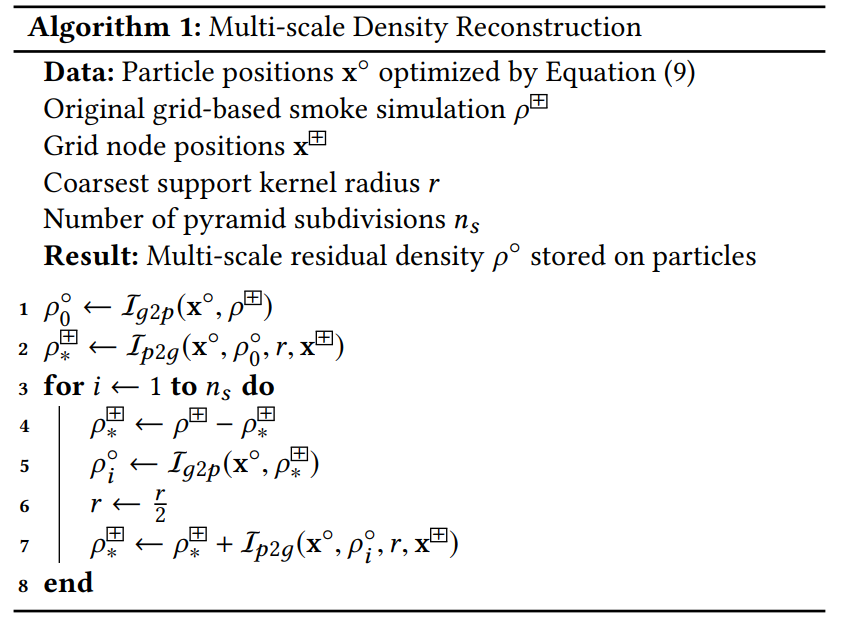 Algorithm 1: Multi-scale Density Reconstruction
Data: Particle positions x° optimized by Equation (9)
Original grid-based smoke simulation ρ^⊞
Grid node positions x^⊞
Coarsest support kernel radius r
Number of pyramid subdivisions n_s
Result: Multi-scale residual density ρ° stored on particles
1 ρ°_0 ← I_g2p(x°, ρ^⊞)
2 ρ^⊞_* ← I_p2g(x°, ρ°_0, r, x^⊞)
3 for i ← 1 to n_s do
4 ρ^⊞_* ← ρ^⊞ − ρ^⊞_*
5 ρ°_i ← I_g2p(x°, ρ^⊞_*)
6 r ← r/2
7 ρ^⊞_* ← ρ^⊞_* + I_p2g(x°, ρ°_i, r, x^⊞)
8 end